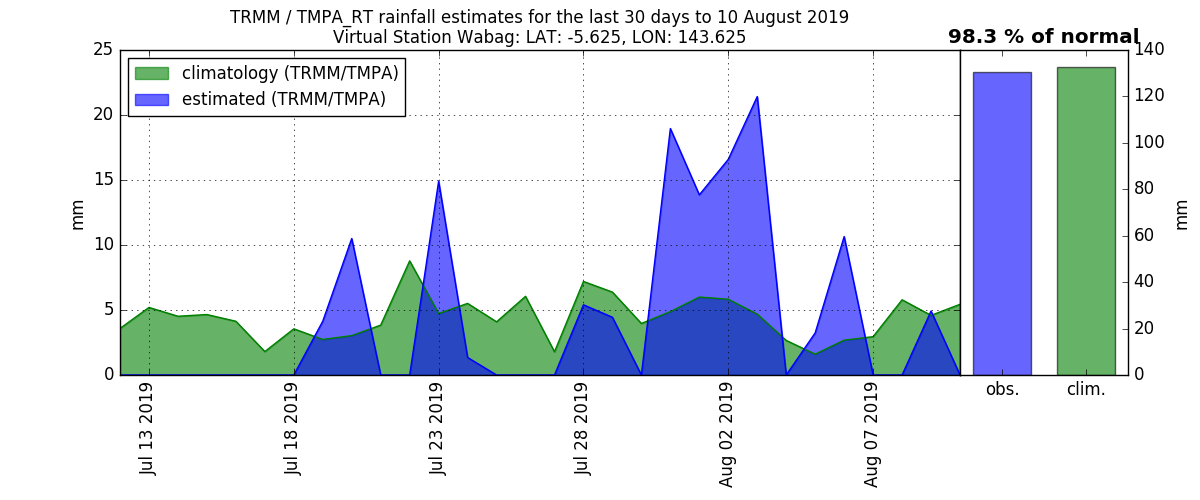 TRMM / TMPA_RT rainfall estimates for the last 30 days to 10 August 2019
Virtual Station Wabag: LAT: -5.625, LON: 143.625
98.3 % of normal
climatology (TRMM/TMPA)
estimated (TRMM/TMPA)
25
20
15
10
5
0
mm
Jul 13 2019
Jul 18 2019
Jul 23 2019
Jul 28 2019
Aug 02 2019
Aug 07 2019
140
120
100
80
60
40
20
0
mm
obs.
clim.